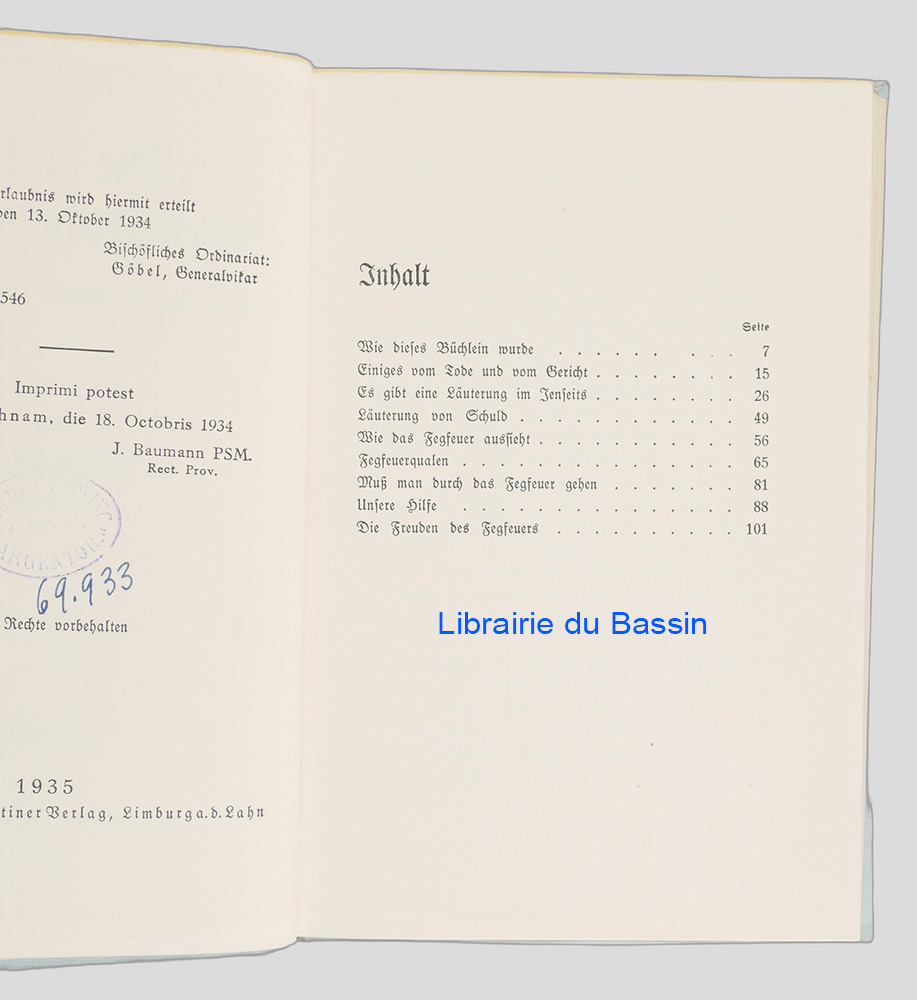 rlaubnis wird hiermit erteilt
den 13. Oktober 1934
Bischöfliches Ordinariat:
Göbel, Generalvikar
546
Imprimi potest
hnam, die 18. Octobris 1934
J. Baumann PSM.
Rect. Prov.
ARGENTOR.
69.933
Rechte vorbehalten
1935
tiner Verlag, Limburg a.d. Lahn
Inhalt
Seite
Wie dieses Büchlein wurde . . . . . . . . . 7
Einiges vom Tode und vom Gericht . . . . . . . . 15
Es gibt eine Läuterung im Jenseits . . . . . . . . 26
Läuterung von Schuld . . . . . . . . . . . . 49
Wie das Fegfeuer aussieht . . . . . . . . . . . 56
Fegfeuerqualen . . . . . . . . . . . . . . . 65
Muß man durch das Fegfeuer gehen . . . . . . . 81
Unsere Hilfe . . . . . . . . . . . . . . . 88
Die Freuden des Fegfeuers . . . . . . . . . . 101
Librairie du Bassin